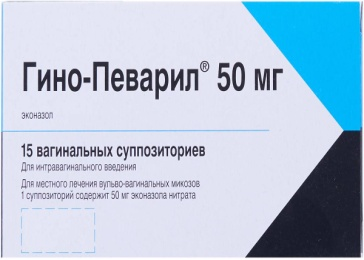 Гино-Певарил® 50 мг
эконазол
15 вагинальных суппозиториев
Для интравагинального введения
Для местного лечения вульво-вагинальных микозов
1 суппозиторий содержит 50 мг эконазола нитрата